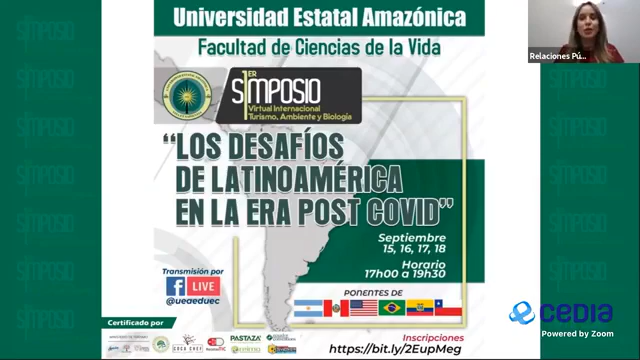 Universidad Estatal Amazónica
Facultad de Ciencias de la Vida
1ER
SIMPOSIO
Virtual Internacional
Turismo, Ambiente y Biología
"LOS DESAFÍOS
DE LATINOAMÉRICA
EN LA ERA POST COVID"
Septiembre
15, 16, 17, 18
Horario
17h00 a 19h30
Transmisión por
f LIVE
@ueaeduec
PONENTES DE
Certificado por
PASTAZA
Inscripciones
https://bit.ly/2EupMeg
Relaciones Pú...
cedia
Powered by Zoom
SIMPOSIO
SIMPOSIO